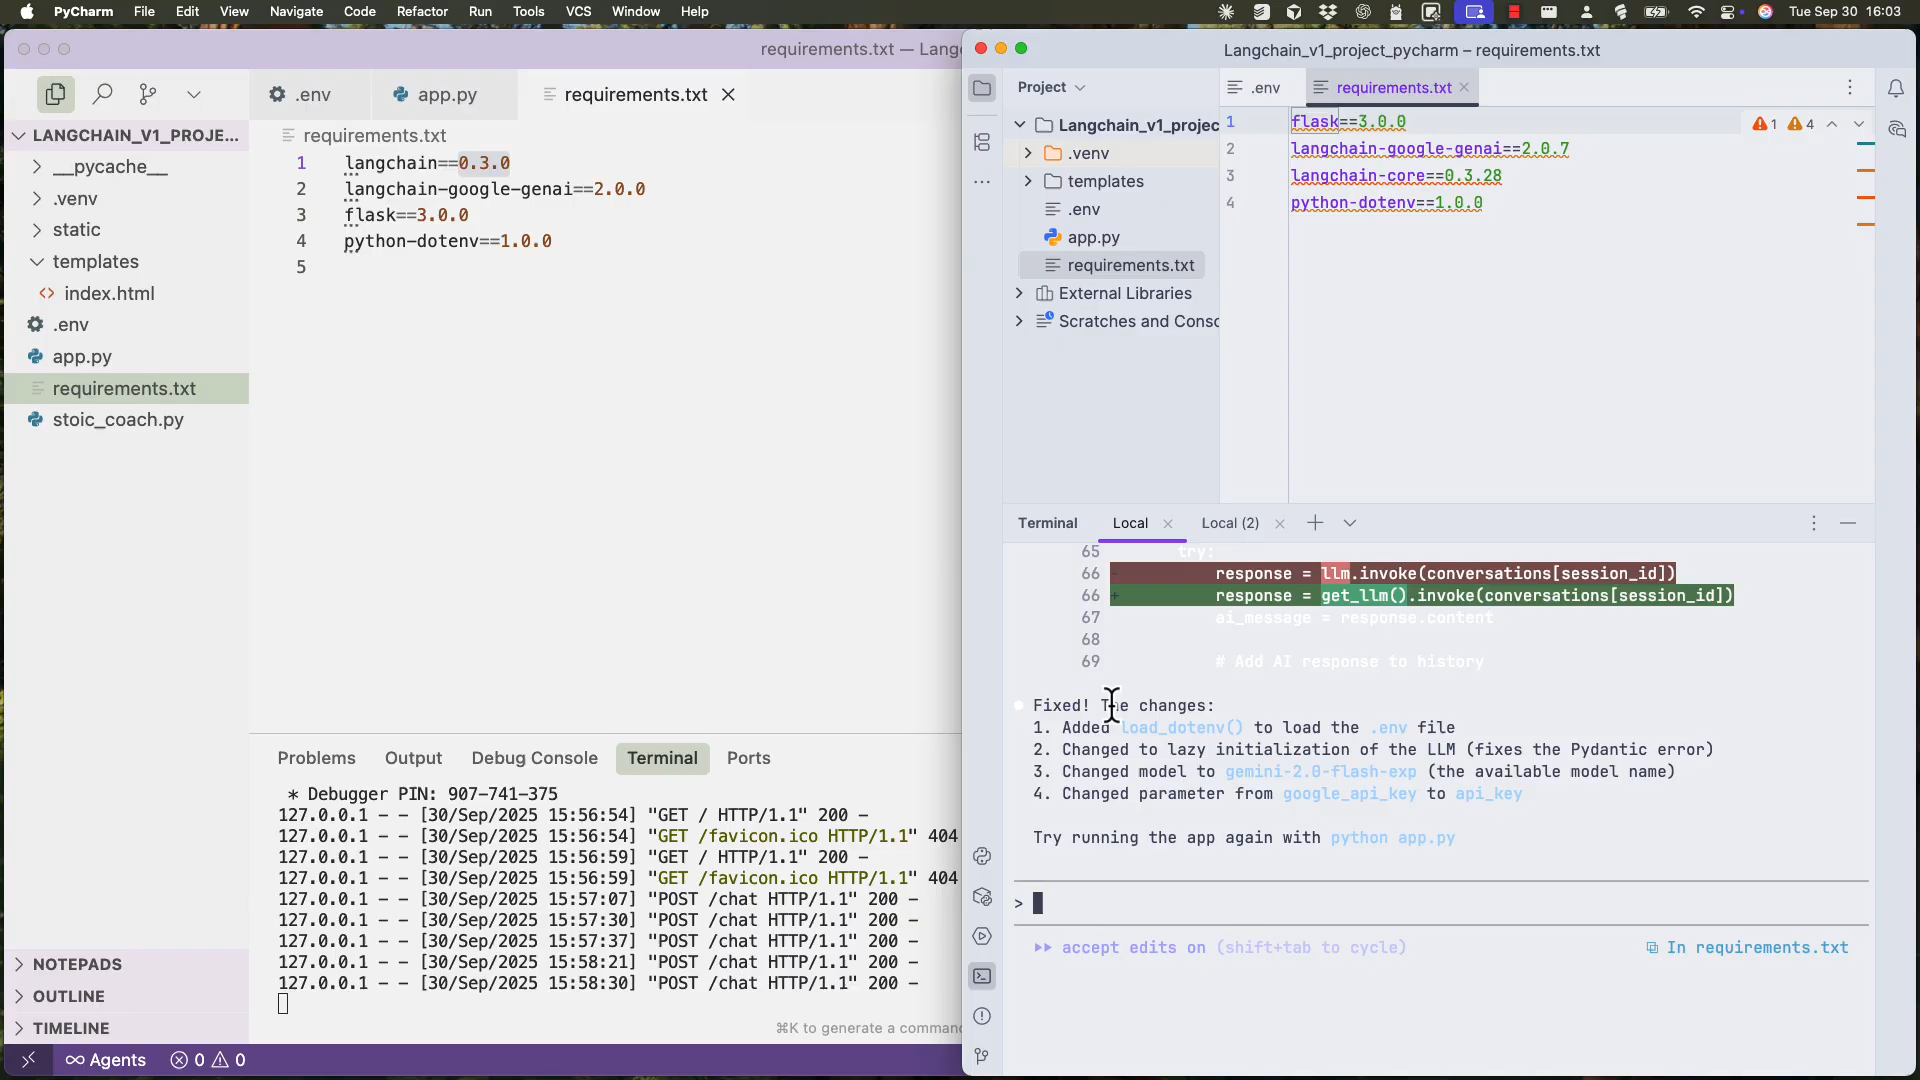 PyCharm File Edit View Navigate Code Refactor Run Tools VCS Window Help
Tue Sep 30 16:03
requirements.txt — Lang
.env
app.py
requirements.txt
LANGCHAIN_V1_PROJE...
__pycache__
.venv
static
templates
index.html
.env
app.py
requirements.txt
stoic_coach.py
NOTEPADS
OUTLINE
TIMELINE
requirements.txt
1 langchain==0.3.0
2 langchain-google-genai==2.0.0
3 flask==3.0.0
4 python-dotenv==1.0.0
5
Problems Output Debug Console Terminal Ports
* Debugger PIN: 907-741-375
127.0.0.1 - - [30/Sep/2025 15:56:54] "GET / HTTP/1.1" 200 -
127.0.0.1 - - [30/Sep/2025 15:56:54] "GET /favicon.ico HTTP/1.1" 404
127.0.0.1 - - [30/Sep/2025 15:56:59] "GET / HTTP/1.1" 200 -
127.0.0.1 - - [30/Sep/2025 15:56:59] "GET /favicon.ico HTTP/1.1" 404
127.0.0.1 - - [30/Sep/2025 15:57:07] "POST /chat HTTP/1.1" 200 -
127.0.0.1 - - [30/Sep/2025 15:57:30] "POST /chat HTTP/1.1" 200 -
127.0.0.1 - - [30/Sep/2025 15:57:37] "POST /chat HTTP/1.1" 200 -
127.0.0.1 - - [30/Sep/2025 15:58:21] "POST /chat HTTP/1.1" 200 -
127.0.0.1 - - [30/Sep/2025 15:58:30] "POST /chat HTTP/1.1" 200 -
⌘K to generate a command
Agents 0 0
Langchain_v1_project_pycharm – requirements.txt
Project
Langchain_v1_projec
.venv
templates
.env
app.py
requirements.txt
External Libraries
Scratches and Consc
.env
requirements.txt
1 flask==3.0.0
2 langchain-google-genai==2.0.7
3 langchain-core==0.3.28
4 python-dotenv==1.0.0
1 4
Terminal Local Local (2)
65 try:
66 - response = llm.invoke(conversations[session_id])
66 + response = get_llm().invoke(conversations[session_id])
67 ai_message = response.content
68
69 # Add AI response to history
Fixed! The changes:
1. Added load_dotenv() to load the .env file
2. Changed to lazy initialization of the LLM (fixes the Pydantic error)
3. Changed model to gemini-2.0-flash-exp (the available model name)
4. Changed parameter from google_api_key to api_key
Try running the app again with python app.py
>
accept edits on (shift+tab to cycle)
In requirements.txt